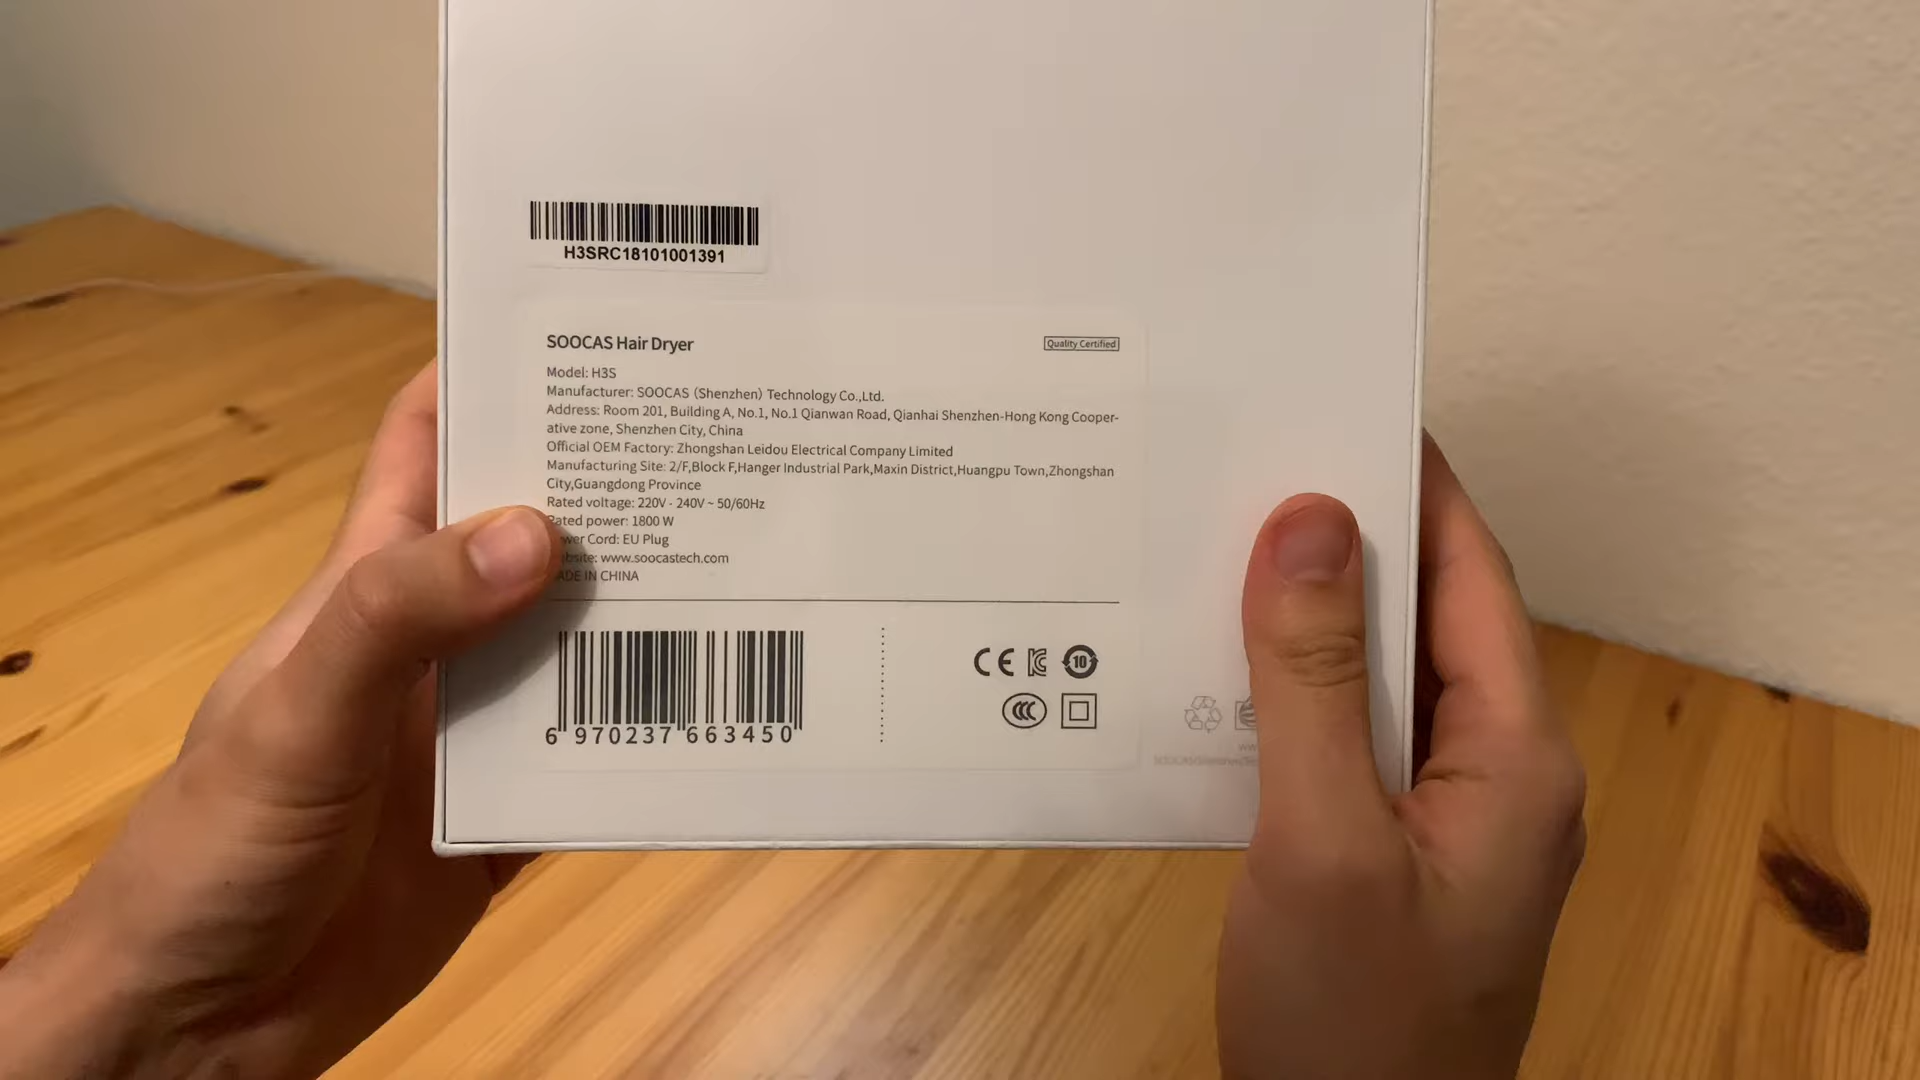 H3SRC18101001391
SOOCAS Hair Dryer
Quality Certified
Model: H3S
Manufacturer: SOOCAS (Shenzhen) Technology Co.,Ltd.
Address: Room 201, Building A, No.1, No.1 Qianwan Road, Qianhai Shenzhen-Hong Kong Cooper-
ative zone, Shenzhen City, China
Official OEM Factory: Zhongshan Leidou Electrical Company Limited
Manufacturing Site: 2/F,Block F,Hanger Industrial Park,Maxin District,Huangpu Town,Zhongshan
City,Guangdong Province
Rated voltage: 220V - 240V ~ 50/60Hz
Rated power: 1800 W
Cord: EU Plug
www.soocastech.com
IN CHINA
CE
10
CCC
6 970237 663450